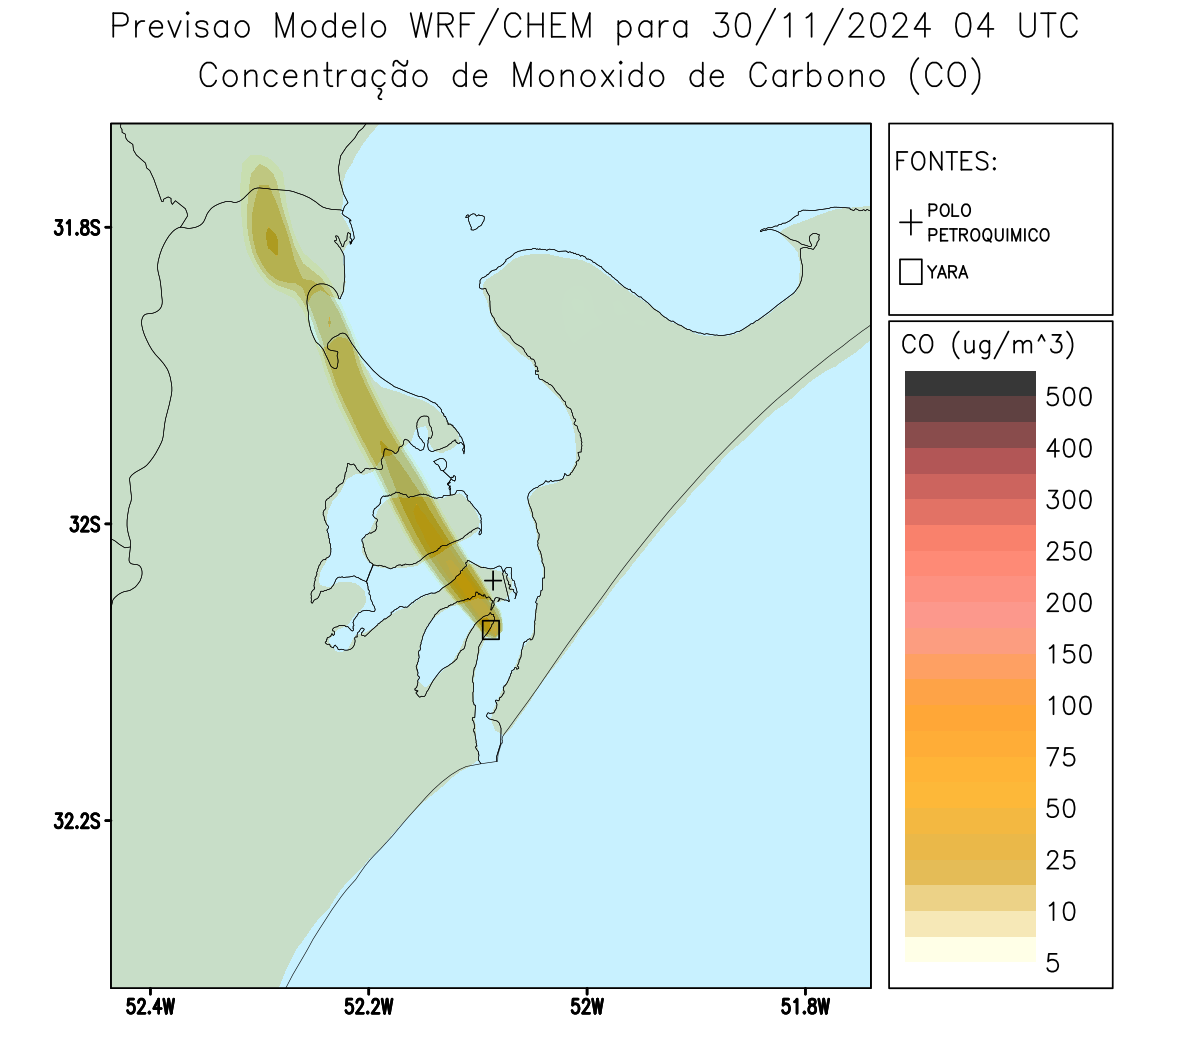 Previsao Modelo WRF/CHEM para 30/11/2024 04 UTC
Concentração de Monoxido de Carbono (CO)
FONTES:
POLO
PETROQUIMICO
YARA
CO (ug/m^3)
500
400
300
250
200
150
100
75
50
25
10
5
31.8S
32S
32.2S
52.4W
52.2W
52W
51.8W